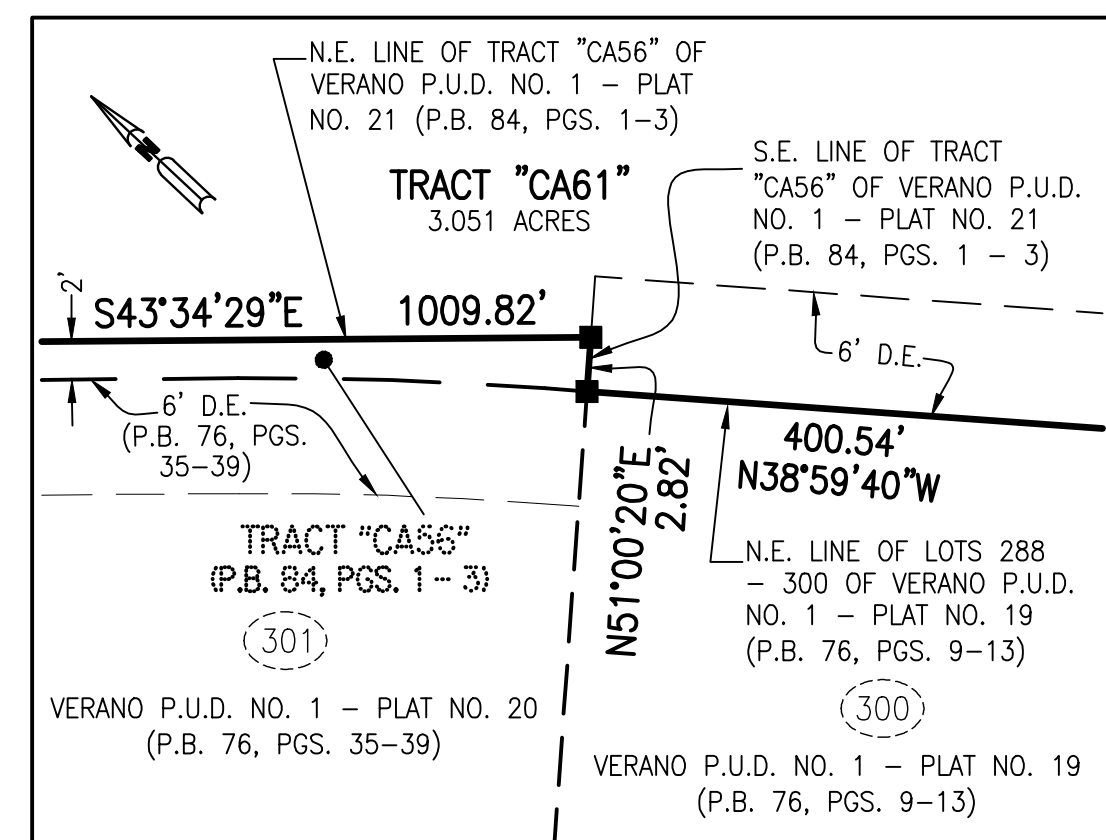 N.E. LINE OF TRACT "CA56" OF
VERANO P.U.D. NO. 1 – PLAT
NO. 21 (P.B. 84, PGS. 1–3)
N
TRACT "CA61"
3.051 ACRES
S.E. LINE OF TRACT
"CA56" OF VERANO P.U.D.
NO. 1 – PLAT NO. 21
(P.B. 84, PGS. 1 – 3)
2'
S43°34'29"E 1009.82'
6' D.E.
6' D.E.
(P.B. 76, PGS.
35–39)
400.54'
N38°59'40"W
N51°00'20"E
2.82'
TRACT "CA56"
(P.B. 84, PGS. 1 – 3)
N.E. LINE OF LOTS 288
– 300 OF VERANO P.U.D.
NO. 1 – PLAT NO. 19
(P.B. 76, PGS. 9–13)
301
300
VERANO P.U.D. NO. 1 – PLAT NO. 20
(P.B. 76, PGS. 35–39)
VERANO P.U.D. NO. 1 – PLAT NO. 19
(P.B. 76, PGS. 9–13)